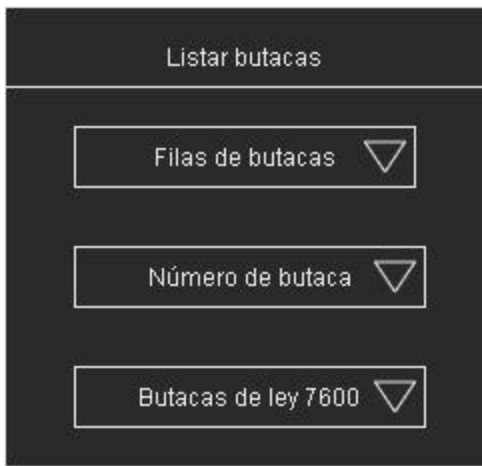 Listar butacas
Filas de butacas
Número de butaca
Butacas de ley 7600